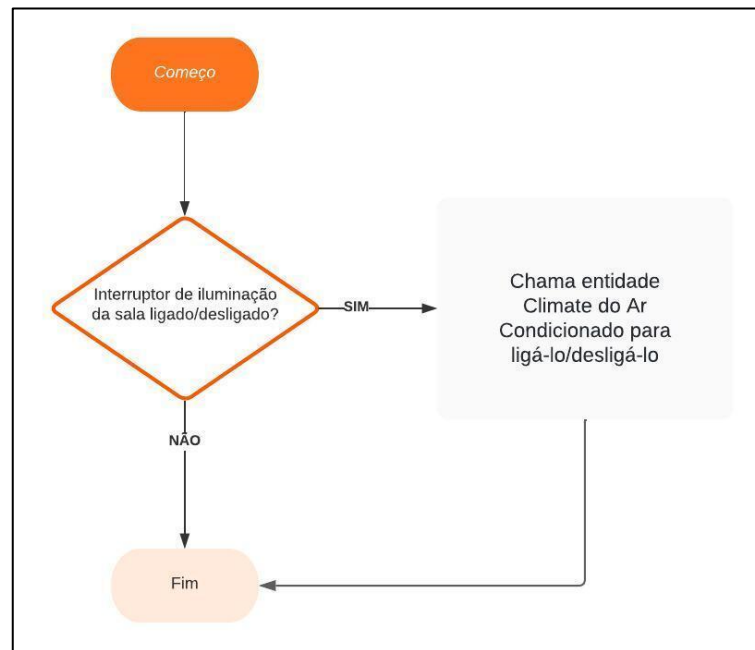 Começo
Interruptor de iluminação
da sala ligado/desligado?
SIM
Chama entidade
Climate do Ar
Condicionado para
ligá-lo/desligá-lo
NÃO
Fim